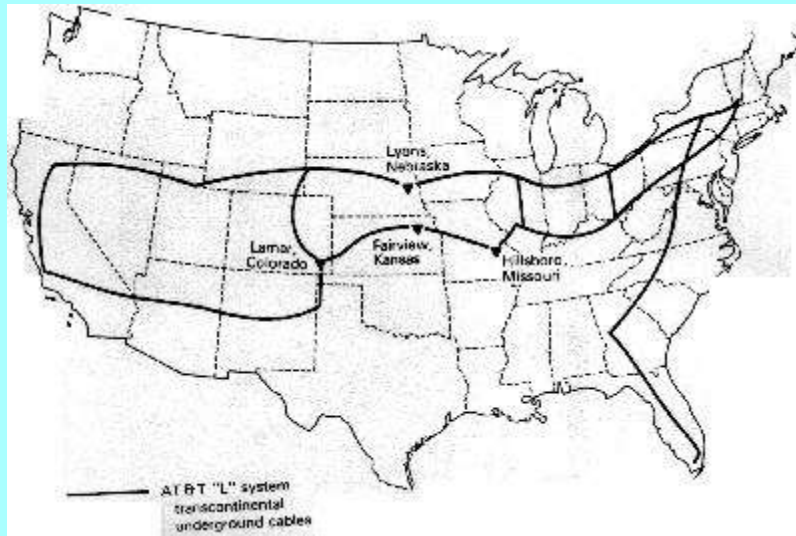 Lyons,
Nebraska
Lamar,
Colorado
Fairview,
Kansas
Hillsboro
Missouri
AT&T "L" system
transcontinental
underground cables